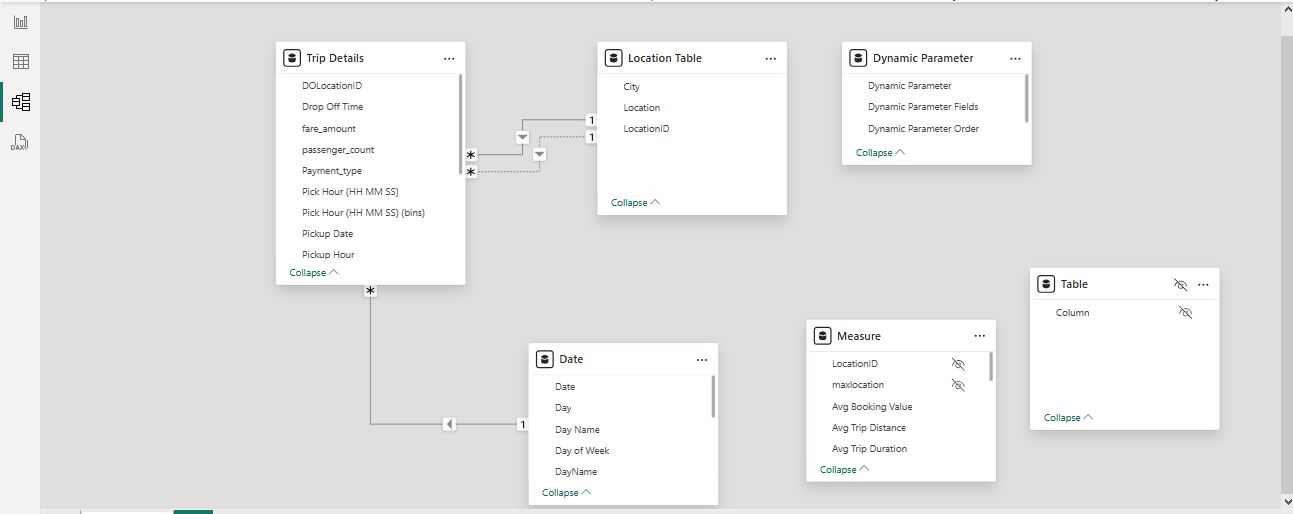 DAX
Trip Details
DOLocationID
Drop Off Time
fare_amount
passenger_count
Payment_type
Pick Hour (HH MM SS)
Pick Hour (HH MM SS) (bins)
Pickup Date
Pickup Hour
Collapse
*
*
*
1
1
Location Table
City
Location
LocationID
Collapse
Dynamic Parameter
Dynamic Parameter
Dynamic Parameter Fields
Dynamic Parameter Order
Collapse
Table
Column
Collapse
1
Date
Date
Day
Day Name
Day of Week
DayName
Collapse
Measure
LocationID
maxlocation
Avg Booking Value
Avg Trip Distance
Avg Trip Duration
Collapse